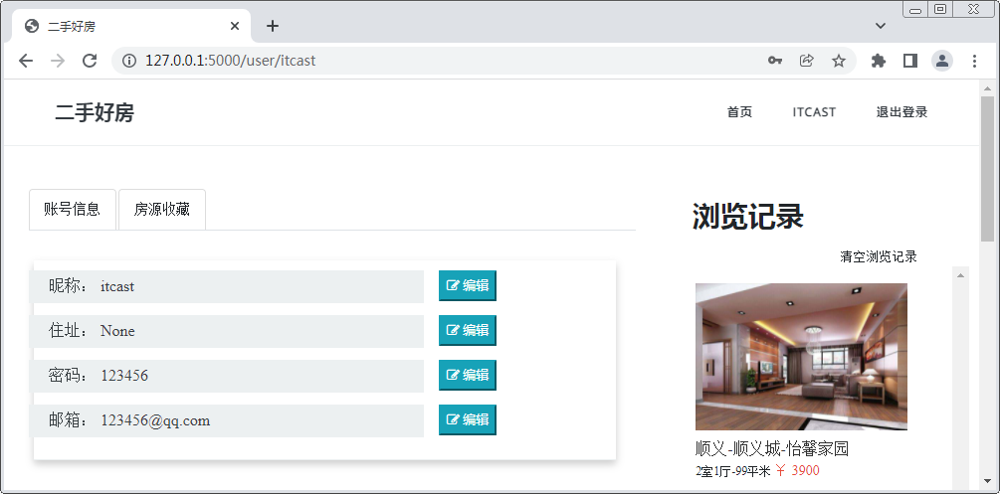 二手好房
127.0.0.1:5000/user/itcast
二手好房
首页 ITCAST 退出登录
账号信息 房源收藏
浏览记录
清空浏览记录
昵称： itcast 编辑
住址： None 编辑
密码： 123456 编辑
邮箱： 123456@qq.com 编辑
顺义-顺义城-怡馨家园
2室1厅-99平米 ￥ 3900